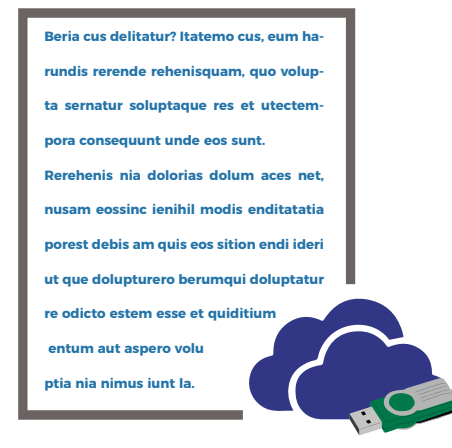 Beria cus delitatur? Itatemo cus, eum ha-
rundis rerende rehenisquam, quo volup-
ta sernatur soluptaque res et utectem-
pora consequunt unde eos sunt.
Rerehenis nia dolorias dolum aces net,
nusam eossinc ienihil modis enditatatia
porest debis am quis eos sition endi ideri
ut que dolupturero berumqui doluptatur
re odicto estem esse et quiditium
entum aut aspero volu
ptia nia nimus iunt la.